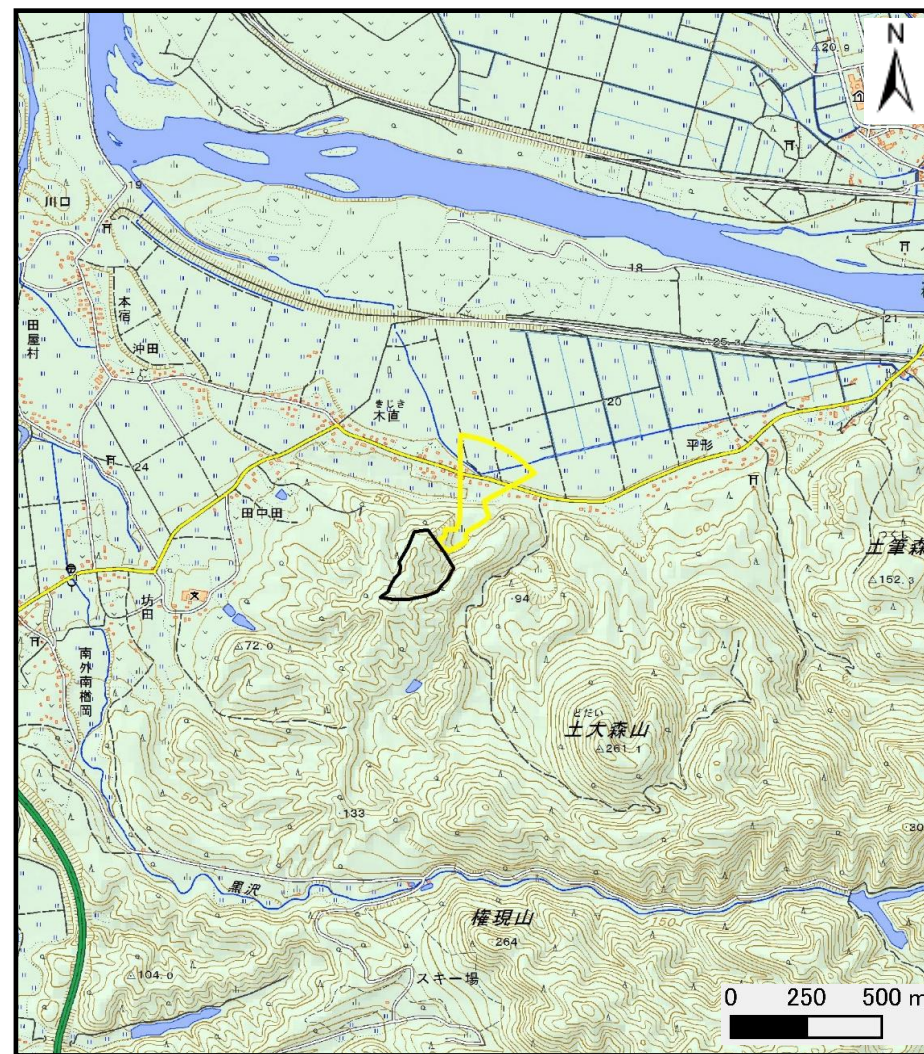 N
20.9
川口
19
18
21
本宿
沖田
田屋村
25.3
きじき
木直
20
平形
24
田中田
50
50
土筆森
152.3
坊田
94
72.0
南外南楢岡
どだい
土大森山
261.1
50
133
30
黒沢
150
権現山
264
スキー場
104.0
0 250 500 m